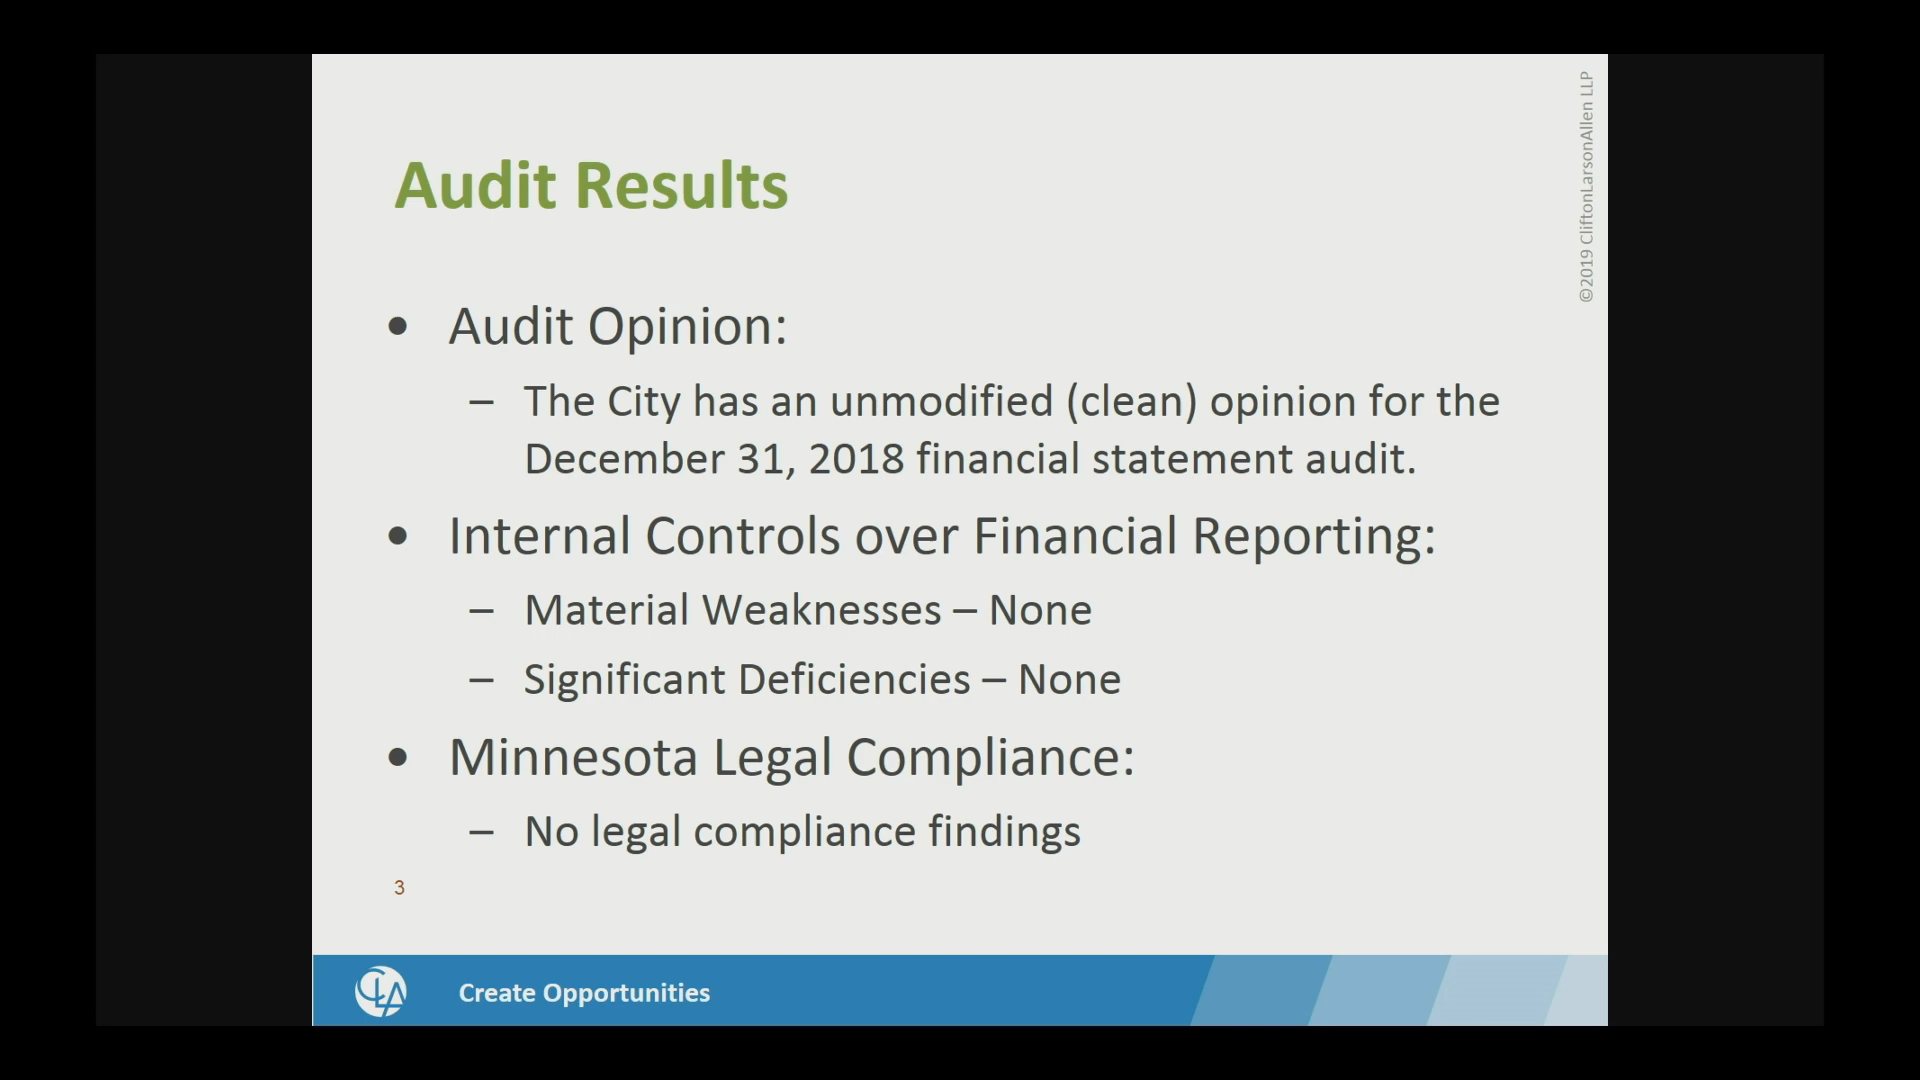 ©2019 CliftonLarsonAllen LLP
Audit Results
• Audit Opinion:
– The City has an unmodified (clean) opinion for the
December 31, 2018 financial statement audit.
• Internal Controls over Financial Reporting:
– Material Weaknesses – None
– Significant Deficiencies – None
• Minnesota Legal Compliance:
– No legal compliance findings
3
CLA
Create Opportunities